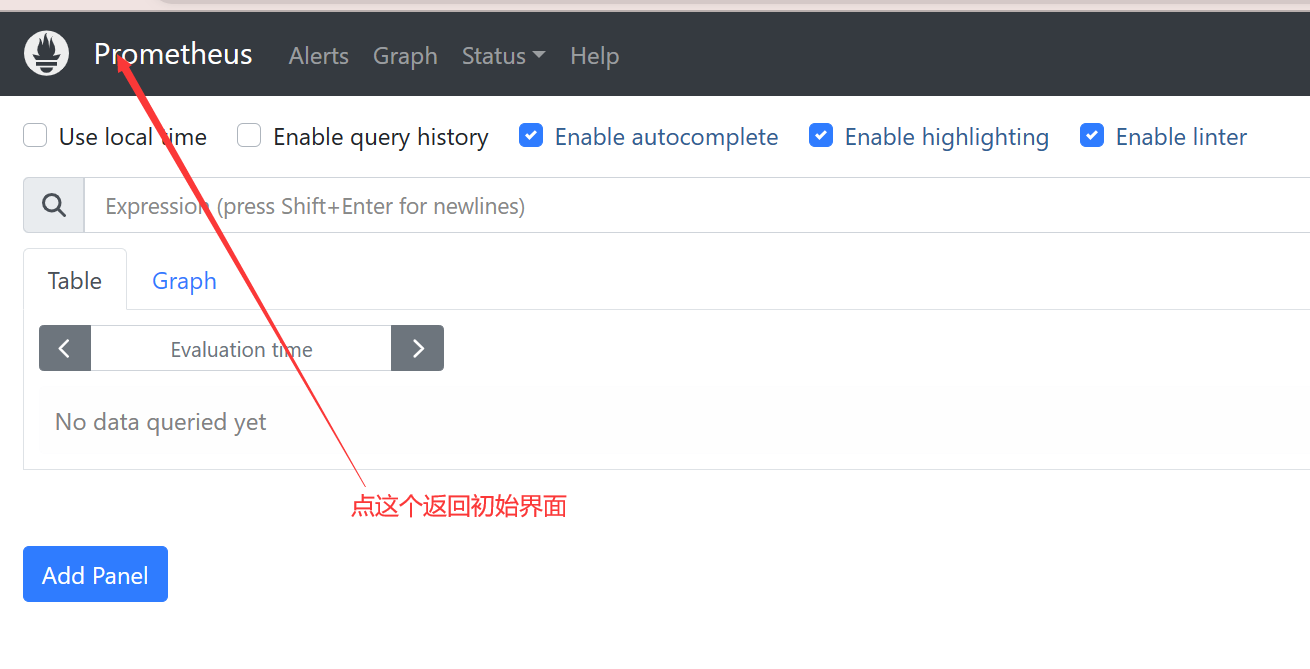 Prometheus Alerts Graph Status Help
Use local time Enable query history Enable autocomplete Enable highlighting Enable linter
Expression (press Shift+Enter for newlines)
Table Graph
Evaluation time
No data queried yet
点这个返回初始界面
Add Panel